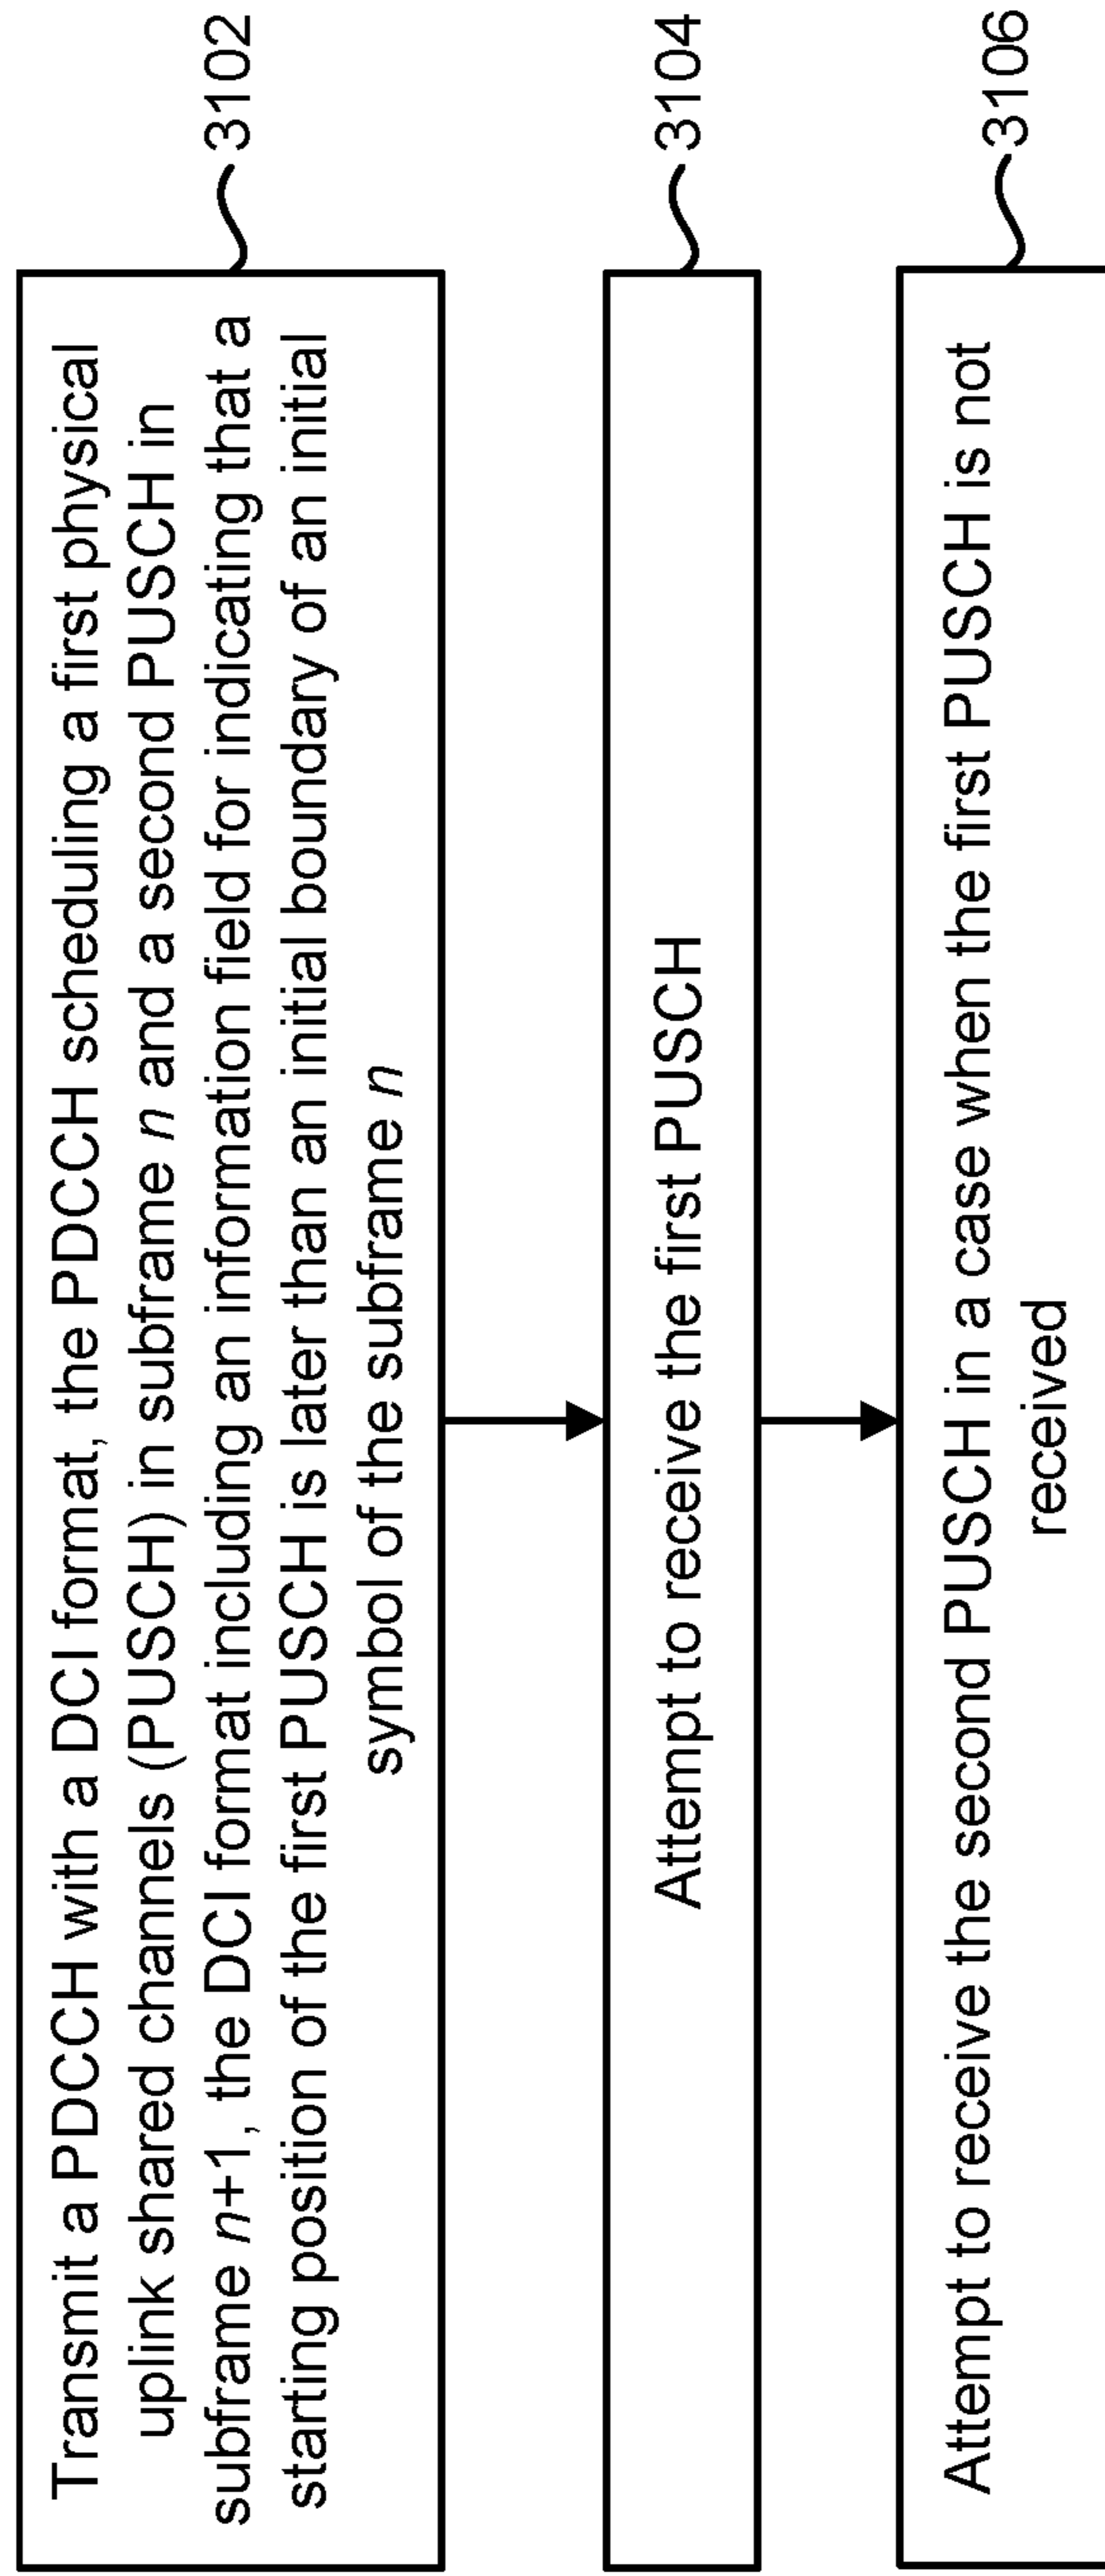 Transmit a PDCCH with a DCI format, the PDCCH scheduling a first physical
uplink shared channels (PUSCH) in subframe n and a second PUSCH in
subframe n+1, the DCI format including an information field for indicating that a
starting position of the first PUSCH is later than an initial boundary of an initial
symbol of the subframe n
3102
Attempt to receive the first PUSCH
3104
Attempt to receive the second PUSCH in a case when the first PUSCH is not
received
3106